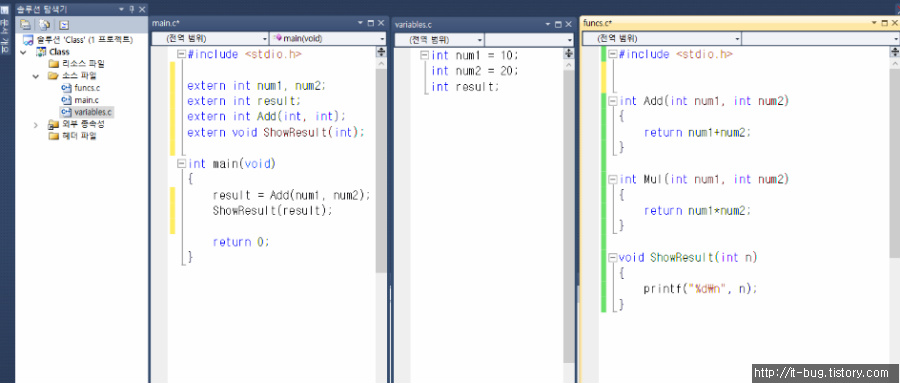 솔루션 탐색기
솔루션 'Class' (1 프로젝트)
Class
리소스 파일
소스 파일
funcs.c
main.c
variables.c
외부 종속성
헤더 파일
main.c*
(전역 범위)
main(void)
#include <stdio.h>
extern int num1, num2;
extern int result;
extern int Add(int, int);
extern void ShowResult(int);
int main(void)
{
result = Add(num1, num2);
ShowResult(result);
return 0;
}
variables.c
(전역 범위)
int num1 = 10;
int num2 = 20;
int result;
funcs.c*
(전역 범위)
#include <stdio.h>
int Add(int num1, int num2)
{
return num1+num2;
}
int Mul(int num1, int num2)
{
return num1*num2;
}
void ShowResult(int n)
{
printf("%d₩n", n);
}
http://it-bug.tistory.com